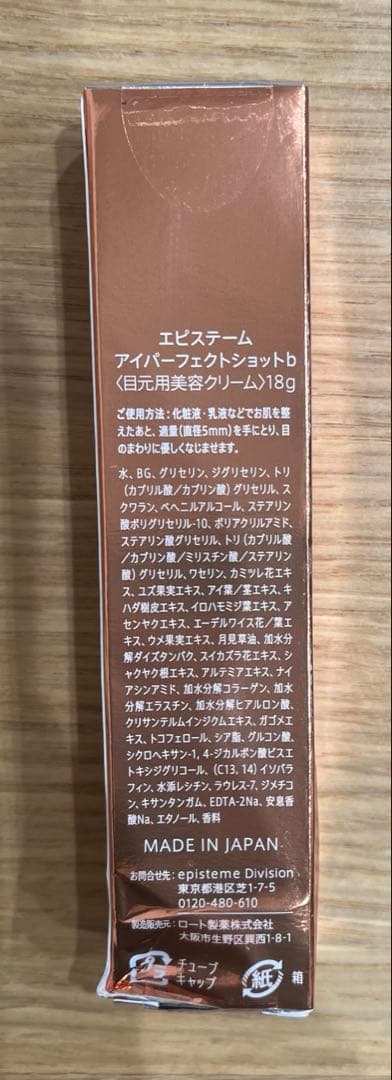 エピステーム
アイパーフェクトショットb
〈目元用美容クリーム〉18g
ご使用方法：化粧液・乳液などでお肌を整
えたあと、適量(直径5mm)を手にとり、目
のまわりに優しくなじませます。
水、BG、グリセリン、ジグリセリン、トリ
(カプリル酸／カプリン酸)グリセリル、ス
クワラン、ベヘニルアルコール、ステアリン
酸ポリグリセリル-10、ポリアクリルアミド、
ステアリン酸グリセリル、トリ(カプリル酸
／カプリン酸／ミリスチン酸／ステアリン
酸)グリセリル、ワセリン、カミツレ花エキ
ス、ユズ果実エキス、アイ葉／茎エキス、キ
ハダ樹皮エキス、イロハモミジ葉エキス、ア
センヤクエキス、エーデルワイス花／葉エ
キス、ウメ果実エキス、月見草油、加水分
解ダイズタンパク、スイカズラ花エキス、シ
ャクヤク根エキス、アルテミアエキス、ナイ
アシンアミド、加水分解コラーゲン、加水
分解エラスチン、加水分解ヒアルロン酸、
クリサンテルムインジクムエキス、ガゴメエ
キス、トコフェロール、シア脂、グルコン酸、
シクロヘキサン-1, 4-ジカルボン酸ビスエ
トキシジグリコール、(C13, 14)イソパラ
フィン、水添レシチン、ラウレス-7、ジメチコ
ン、キサンタンガム、EDTA-2Na、安息香
酸Na、エタノール、香料
MADE IN JAPAN
お問合せ先：episteme Division
東京都港区芝1-7-5
0120-480-610
製造販売元：ロート製薬株式会社
大阪市生野区巽西1-8-1
プラ
チューブ
キャップ
紙
箱